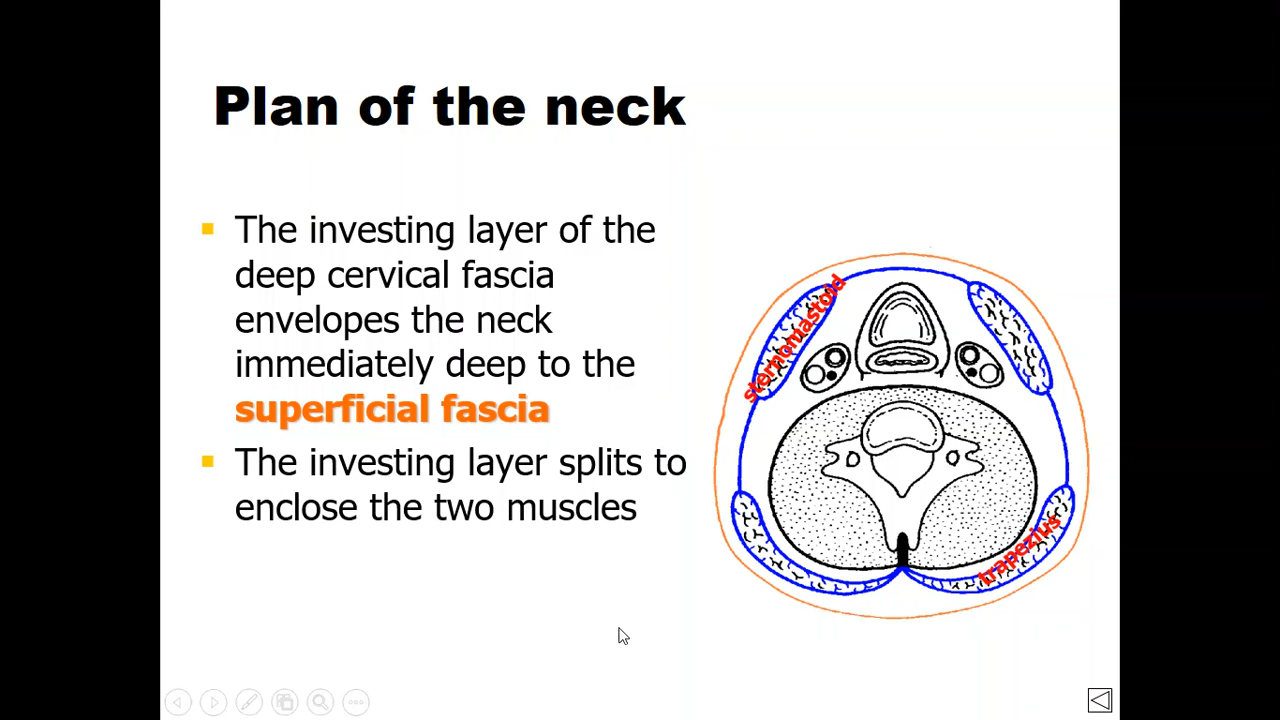 Plan of the neck
The investing layer of the
deep cervical fascia
envelopes the neck
immediately deep to the
superficial fascia
The investing layer splits to
enclose the two muscles
sternomastoid
trapezius